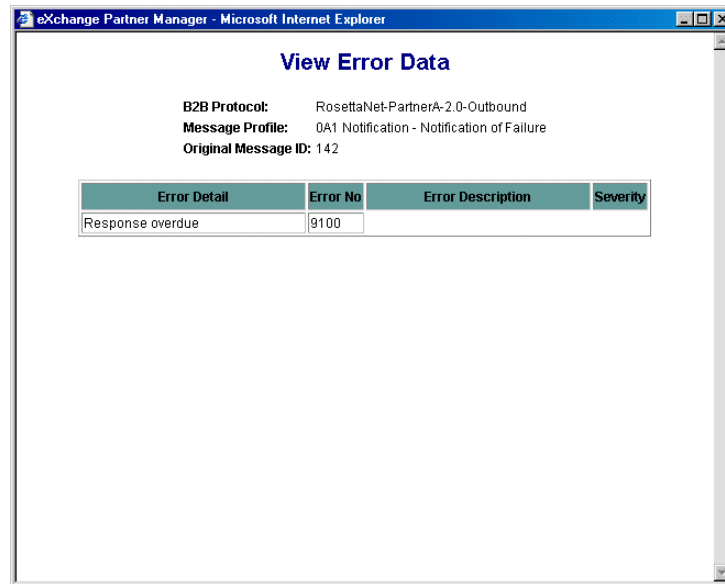 eXchange Partner Manager - Microsoft Internet Explorer
View Error Data
B2B Protocol: RosettaNet-PartnerA-2.0-Outbound
Message Profile: 0A1 Notification - Notification of Failure
Original Message ID: 142
Error Detail Error No Error Description Severity
Response overdue 9100